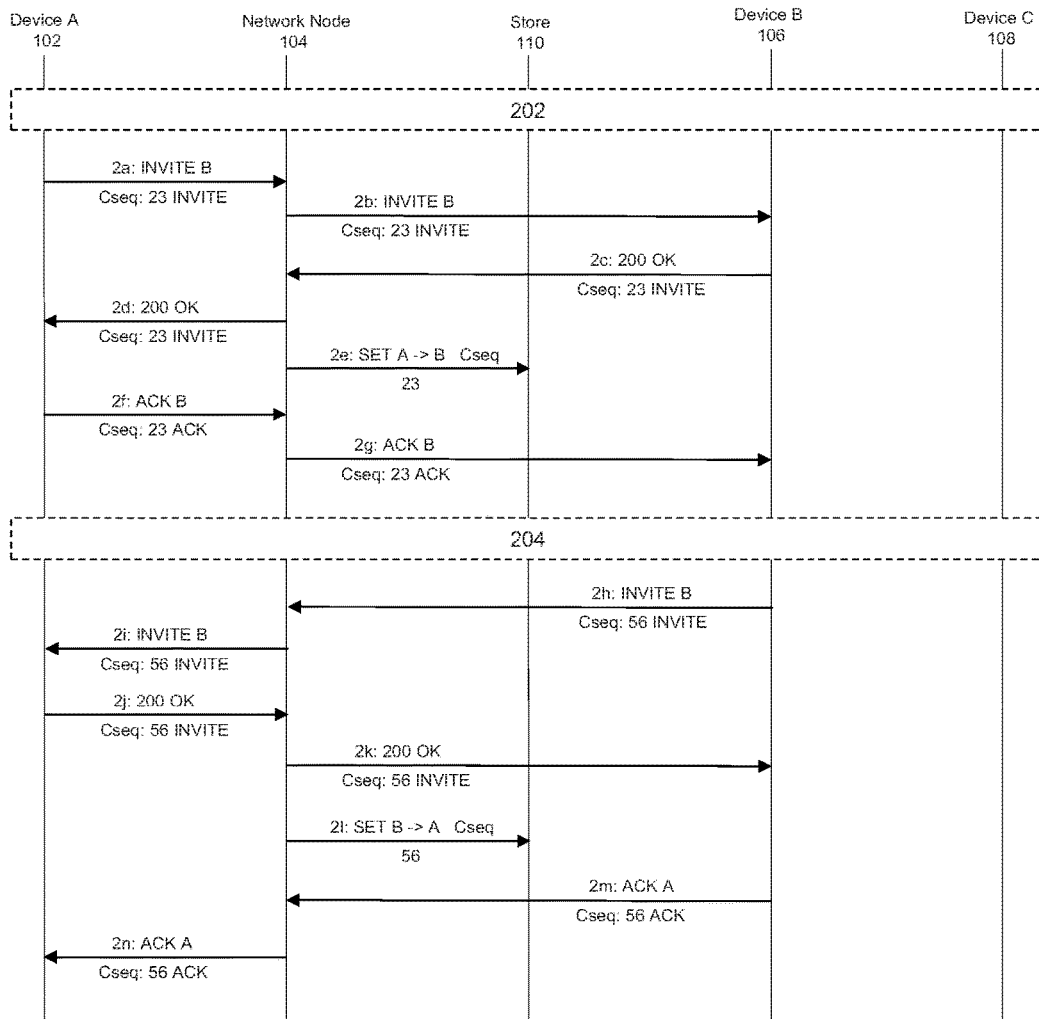 Device A
102
Network Node
104
Store
110
Device B
106
Device C
108
202
2a: INVITE B
Cseq: 23 INVITE
2b: INVITE B
Cseq: 23 INVITE
2c: 200 OK
Cseq: 23 INVITE
2d: 200 OK
Cseq: 23 INVITE
2e: SET A -> B Cseq
23
2f: ACK B
Cseq: 23 ACK
2g: ACK B
Cseq: 23 ACK
204
2h: INVITE B
Cseq: 56 INVITE
2i: INVITE B
Cseq: 56 INVITE
2j: 200 OK
Cseq: 56 INVITE
2k: 200 OK
Cseq: 56 INVITE
2l: SET B -> A Cseq
56
2m: ACK A
Cseq: 56 ACK
2n: ACK A
Cseq: 56 ACK